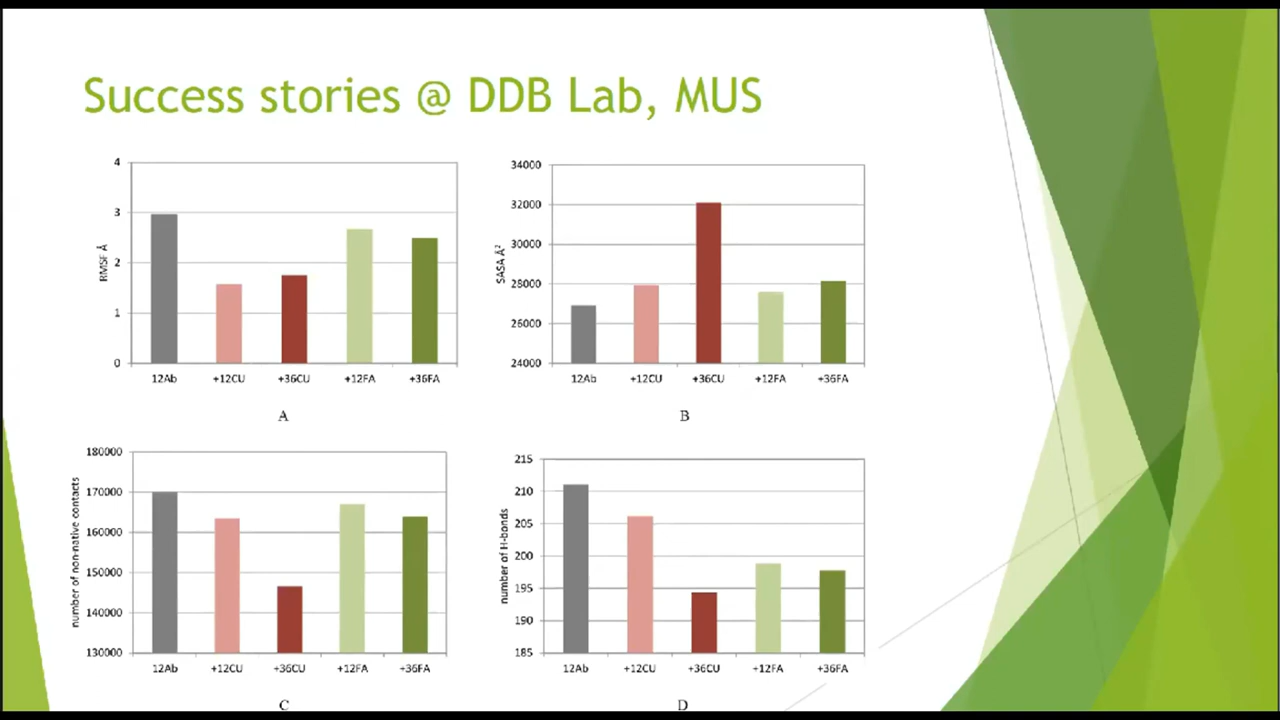 Success stories @ DDB Lab, MUS
4
3
2
1
0
RMSF Å
12Ab +12CU +36CU +12FA +36FA
A
34000
32000
30000
28000
26000
24000
SASA Å²
12Ab +12CU +36CU +12FA +36FA
B
180000
170000
160000
150000
140000
130000
number of non-native contacts
12Ab +12CU +36CU +12FA +36FA
C
215
210
205
200
195
190
185
number of H-bonds
12Ab +12CU +36CU +12FA +36FA
D